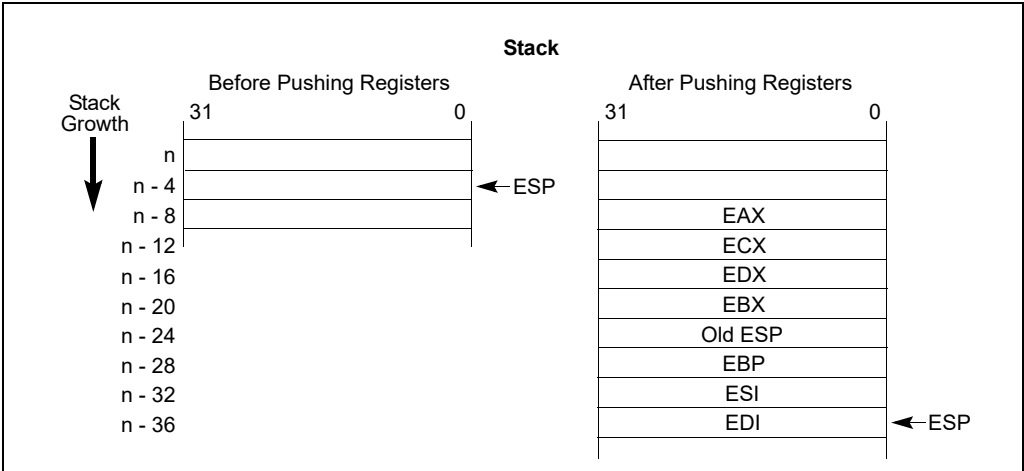 Stack
Before Pushing Registers
After Pushing Registers
Stack
Growth
31 0
31 0
n
n - 4
ESP
n - 8
EAX
n - 12
ECX
n - 16
EDX
n - 20
EBX
n - 24
Old ESP
n - 28
EBP
n - 32
ESI
n - 36
EDI
ESP